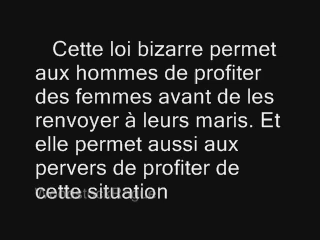 Cette loi bizarre permet
aux hommes de profiter
des femmes avant de les
renvoyer à leurs maris. Et
elle permet aussi aux
pervers de profiter de
cette situation